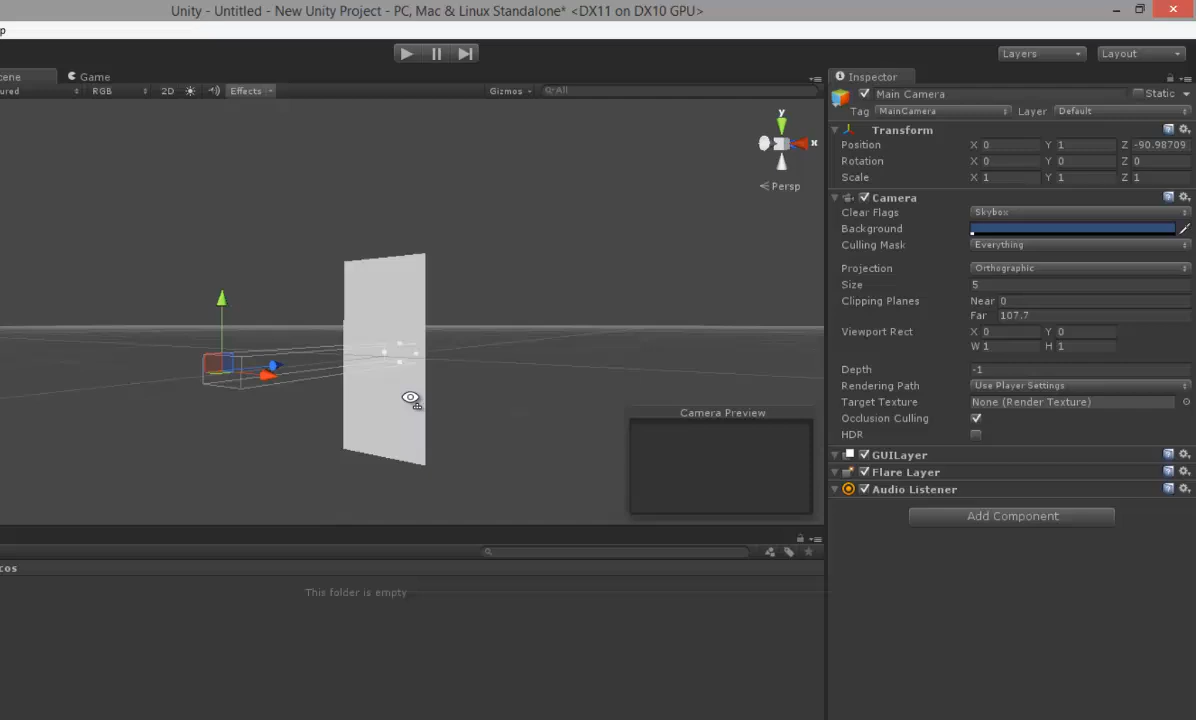 Unity - Untitled - New Unity Project - PC, Mac & Linux Standalone* <DX11 on DX10 GPU>
p
Layers
Layout
cene
Game
Inspector
ured
RGB
2D
Effects
Gizmos
All
Main Camera
Static
Tag MainCamera Layer Default
Transform
Position X 0 Y 1 Z -90.98709
Rotation X 0 Y 0 Z 0
Scale X 1 Y 1 Z 1
Camera
Clear Flags Skybox
Background
Culling Mask Everything
Projection Orthographic
Size 5
Clipping Planes Near 0
Far 107.7
Viewport Rect X 0 Y 0
W 1 H 1
Depth -1
Rendering Path Use Player Settings
Target Texture None (Render Texture)
Occlusion Culling
HDR
GUILayer
Flare Layer
Audio Listener
Add Component
y
x
Persp
Camera Preview
cos
This folder is empty